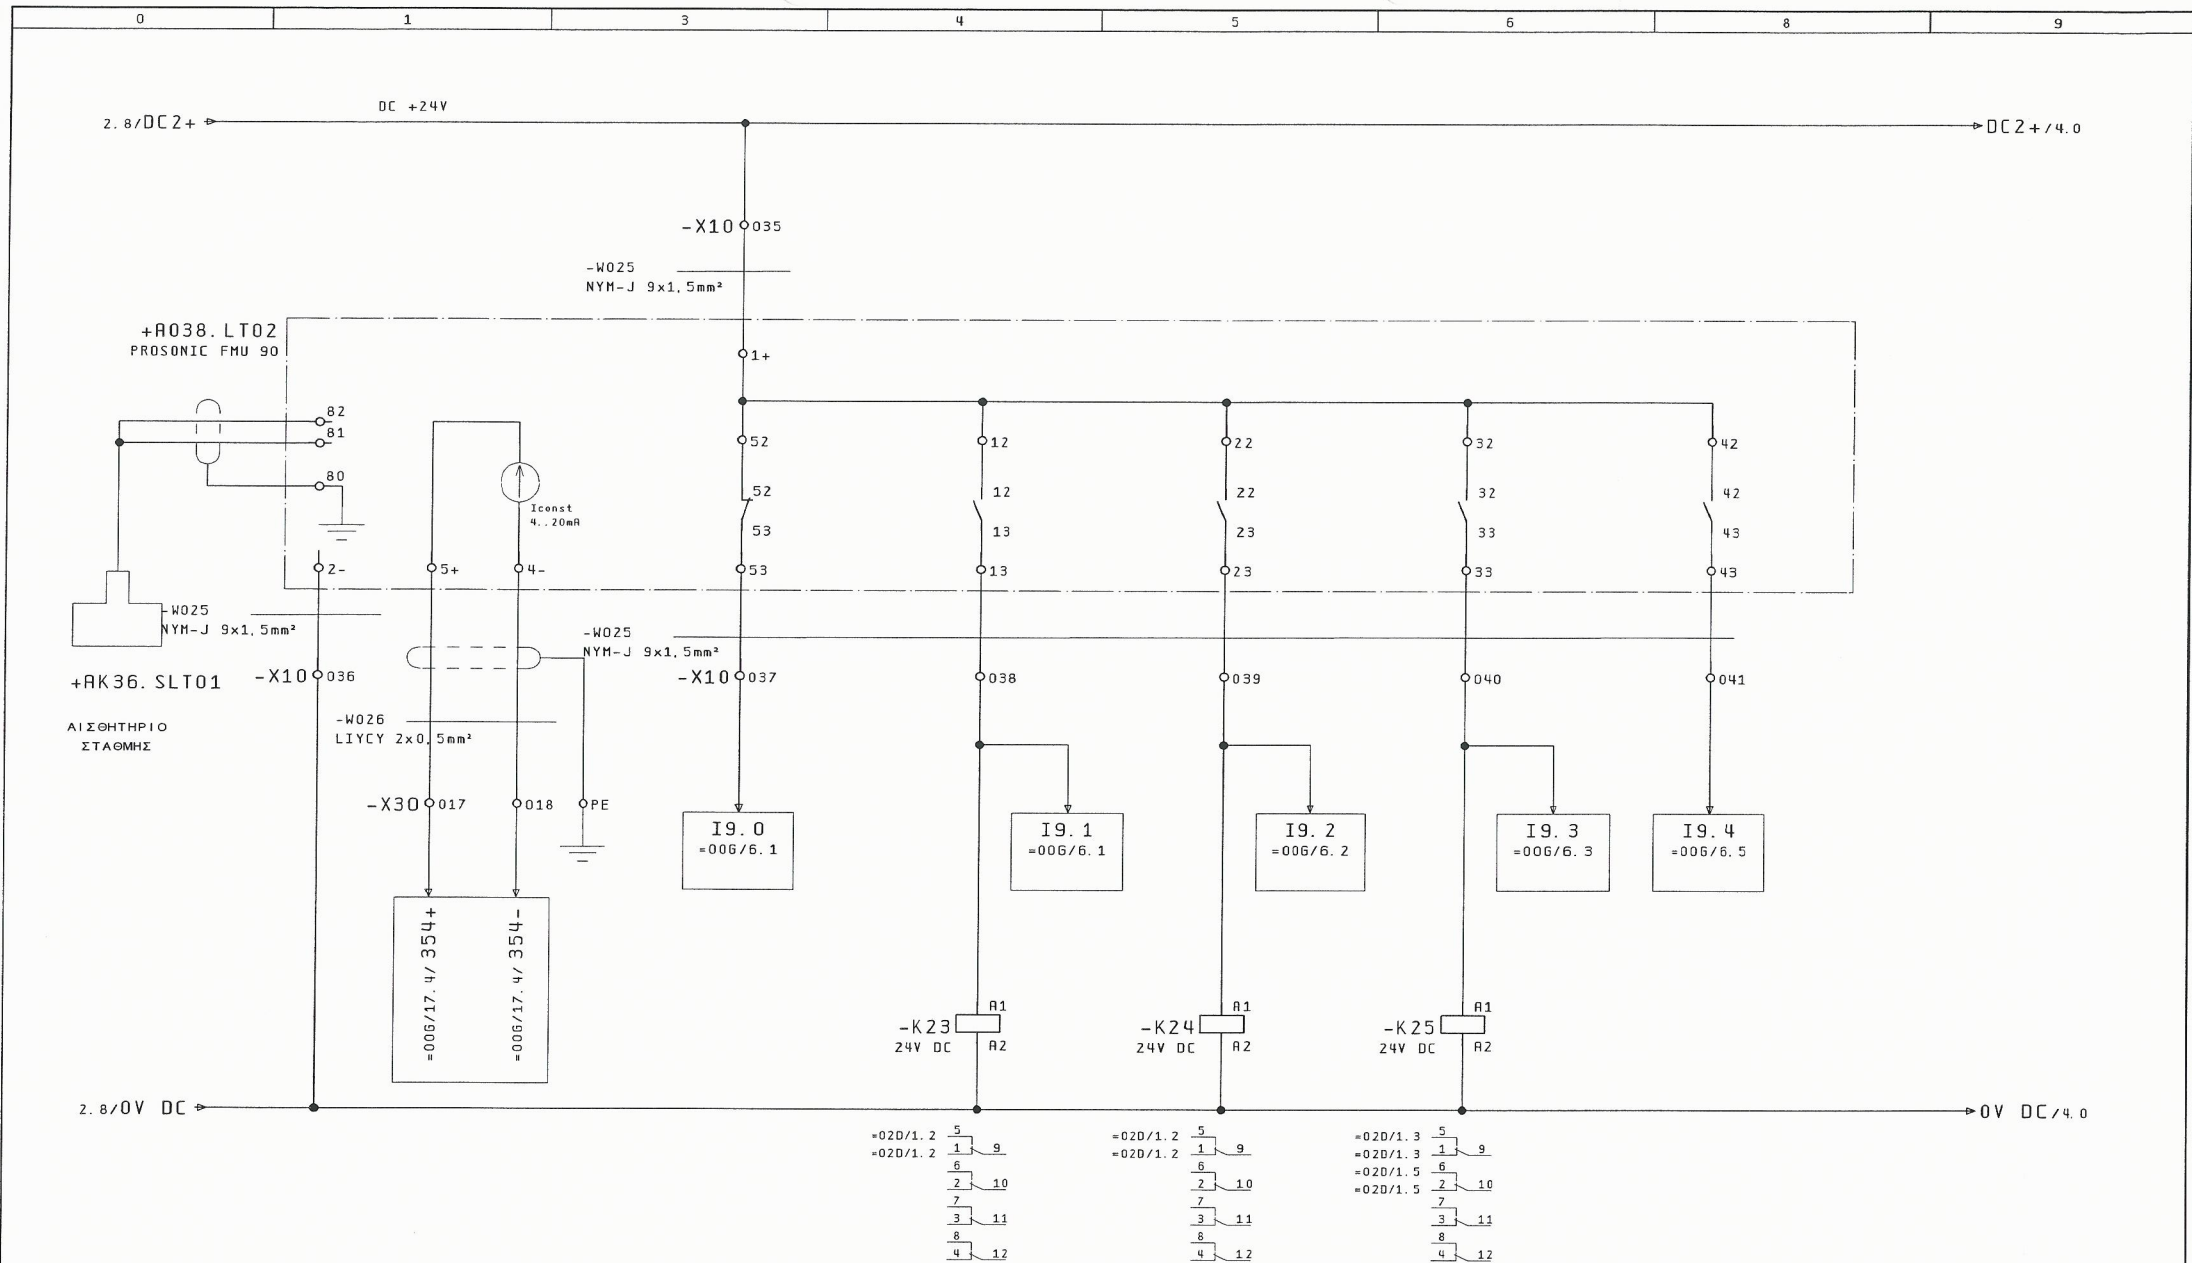 0 1 3 4 5 6 8 9
DC +24V
2.8/DC2+
DC2+/4.0
-X10 035
-W025
NYM-J 9x1,5mm²
+A038.LT02
PROSONIC FMU 90
1+
82
81
80
52 12 22 32 42
Iconst
4..20mA
52 12 22 32 42
53 13 23 33 43
2- 5+ 4- 53 13 23 33 43
-W025
NYM-J 9x1,5mm²
-W025
NYM-J 9x1,5mm²
+AK36.SLT01
-X10 036
-X10 037 038 039 040 041
ΑΙΣΘΗΤΗΡΙΟ
ΣΤΑΘΜΗΣ
-W026
LIYCY 2x0,5mm²
-X30 017 018 PE
I9.0 I9.1 I9.2 I9.3 I9.4
=00G/6.1 =00G/6.1 =00G/6.2 =00G/6.3 =00G/6.5
=00G/17.4/354+
=00G/17.4/354-
A1 A1 A1
-K23 -K24 -K25
24V DC A2 24V DC A2 24V DC A2
2.8/0V DC
0V DC/4.0
=02D/1.2 5 =02D/1.2 5 =02D/1.3 5
=02D/1.2 1 9 =02D/1.2 1 9 =02D/1.3 1 9
6 6 =02D/1.5 6
2 10 2 10 =02D/1.5 2 10
7 7 7
3 11 3 11 3 11
8 8 8
4 12 4 12 4 12